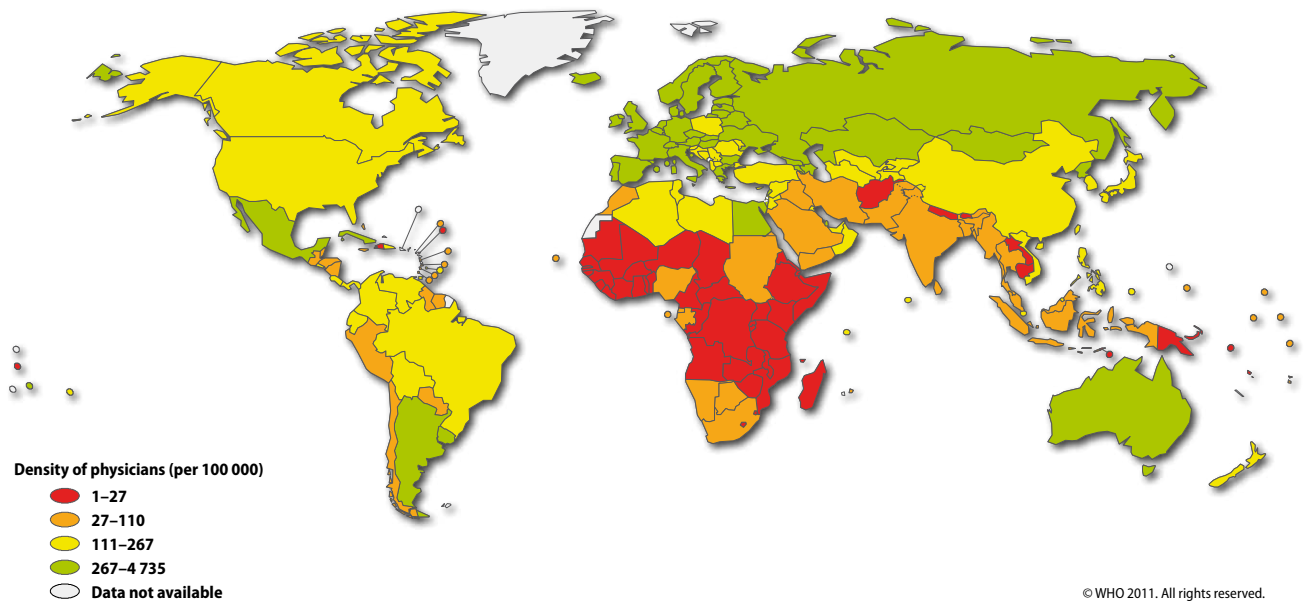 Density of physicians (per 100 000)
1–27
27–110
111–267
267–4 735
Data not available
© WHO 2011. All rights reserved.